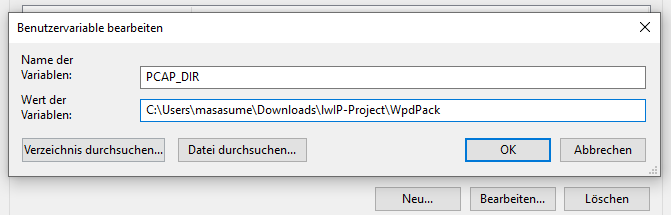 Benutzervariable bearbeiten
Name der
Variablen:
PCAP_DIR
Wert der
Variablen:
C:\Users\masasume\Downloads\lwIP-Project\WpdPack
Verzeichnis durchsuchen... Datei durchsuchen... OK Abbrechen
Neu... Bearbeiten... Löschen